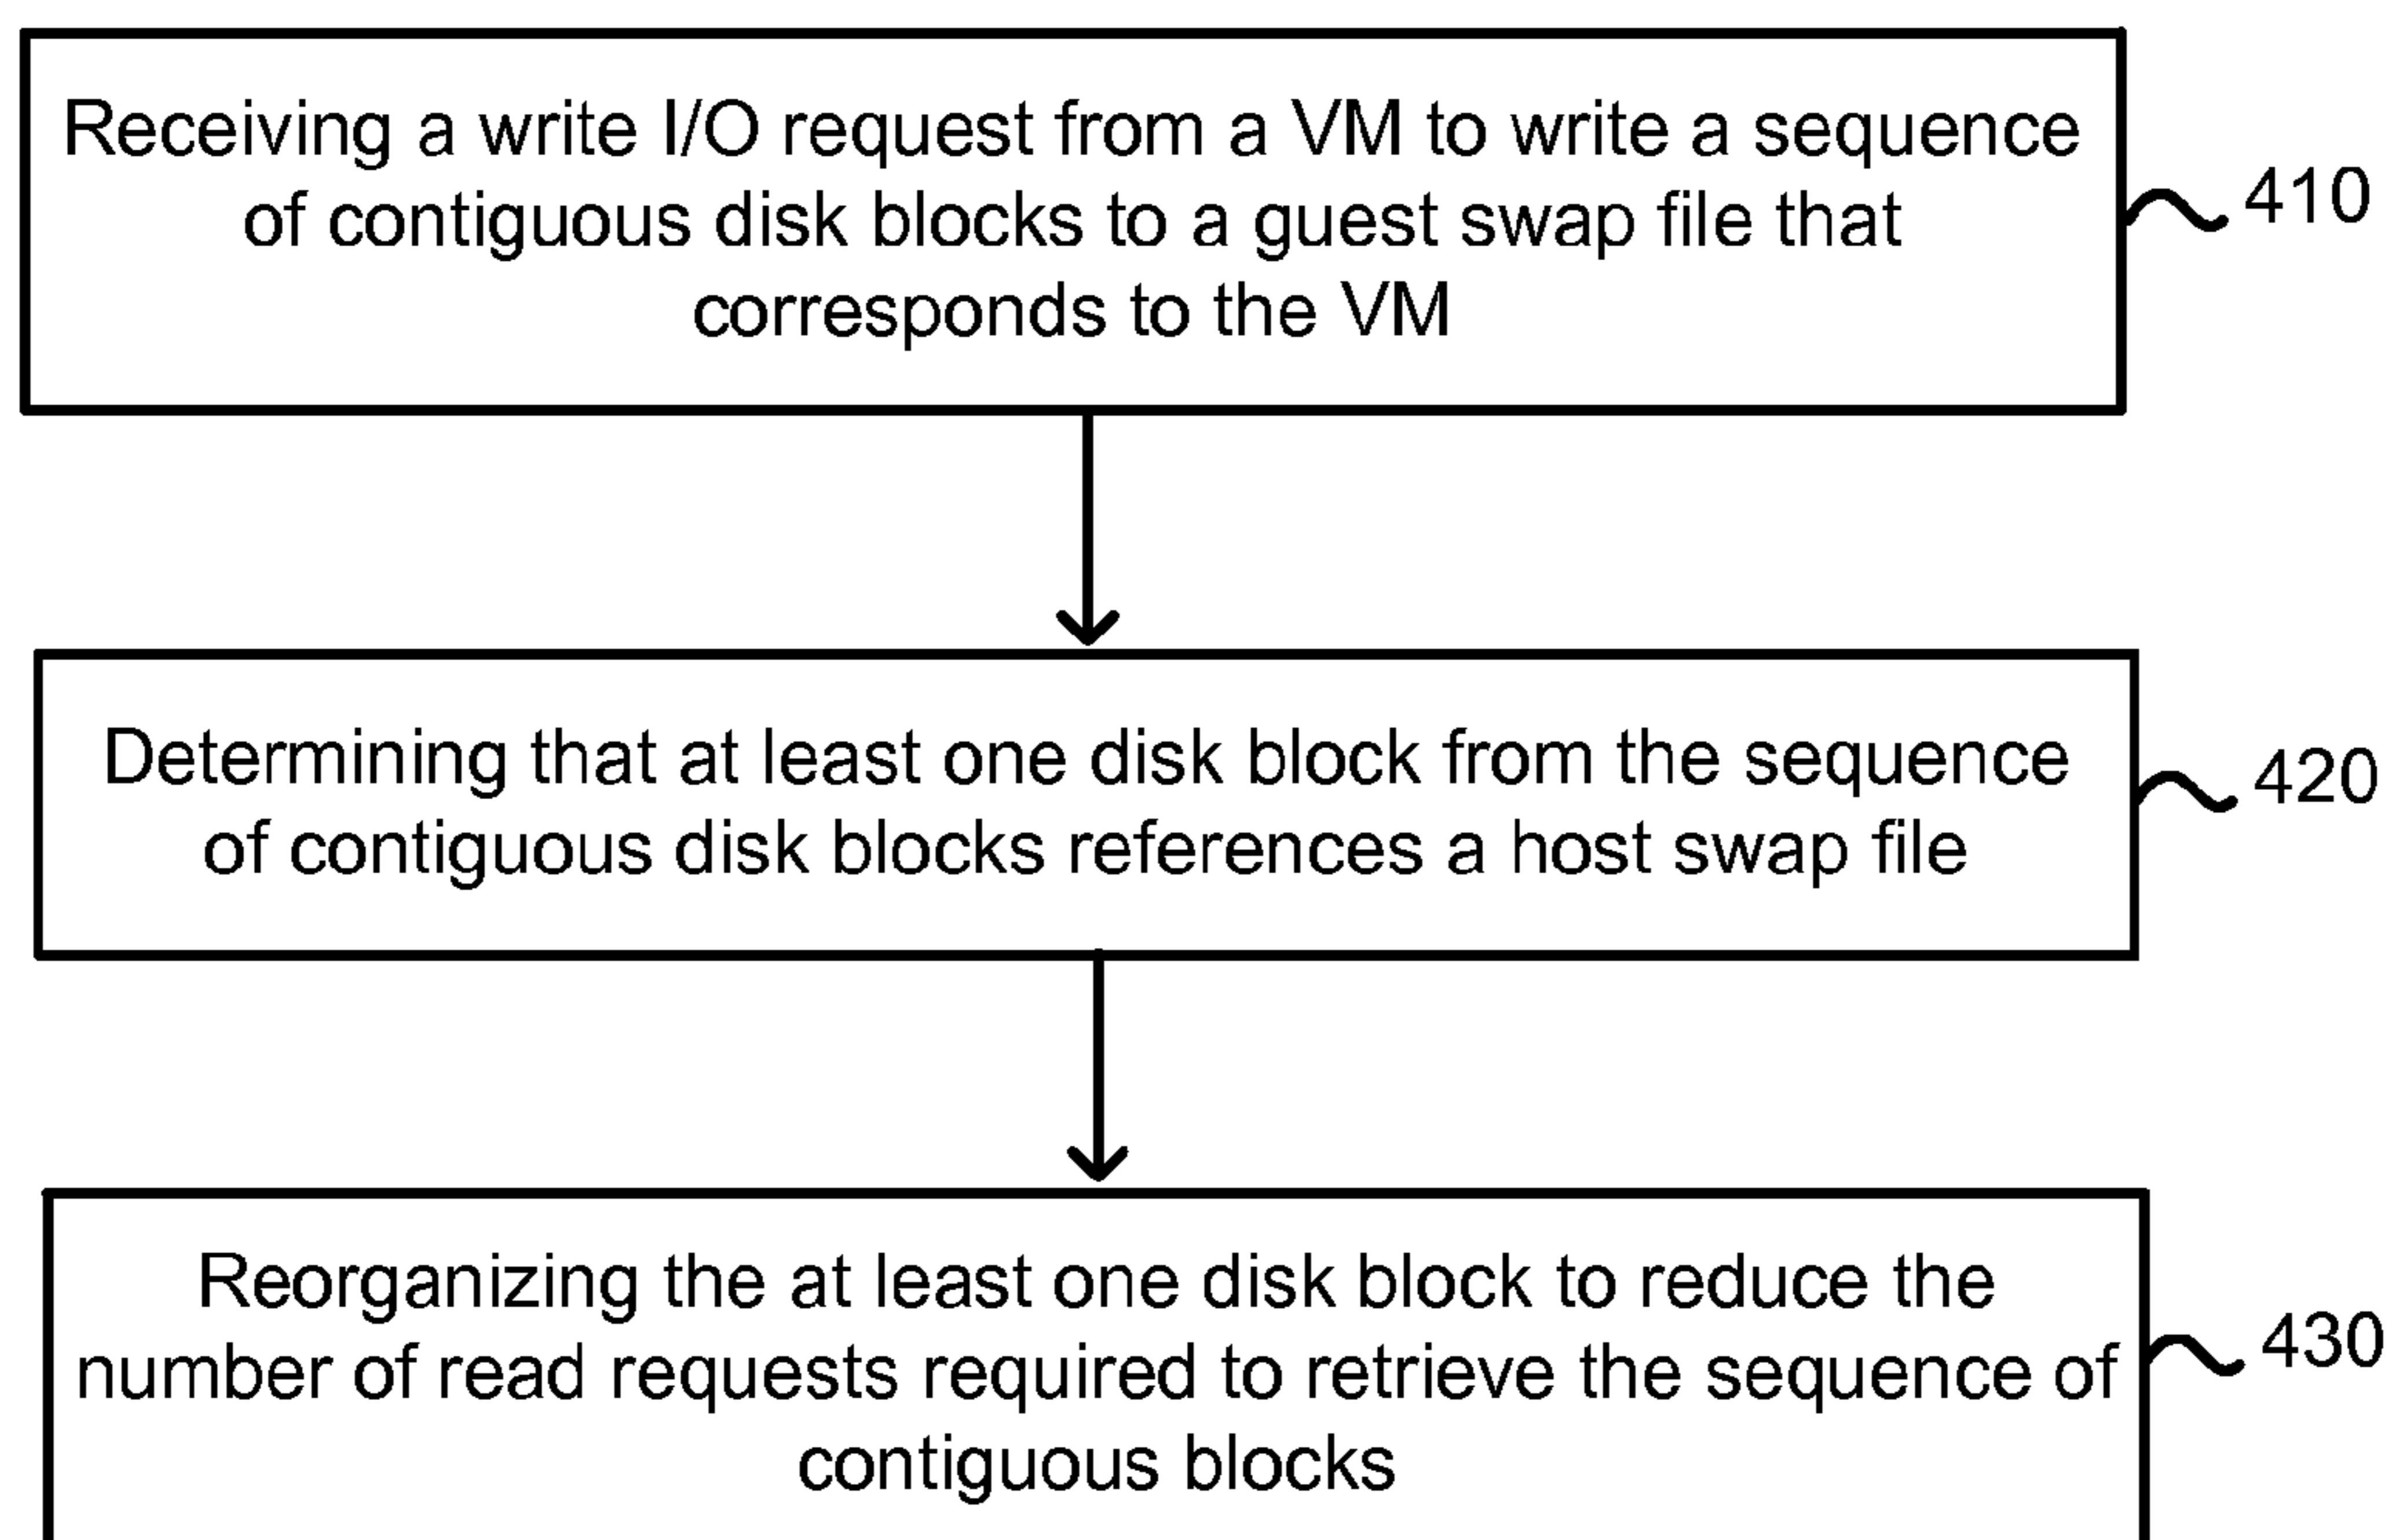 Receiving a write I/O request from a VM to write a sequence
of contiguous disk blocks to a guest swap file that
corresponds to the VM
410
Determining that at least one disk block from the sequence
of contiguous disk blocks references a host swap file
420
Reorganizing the at least one disk block to reduce the
number of read requests required to retrieve the sequence of
contiguous blocks
430